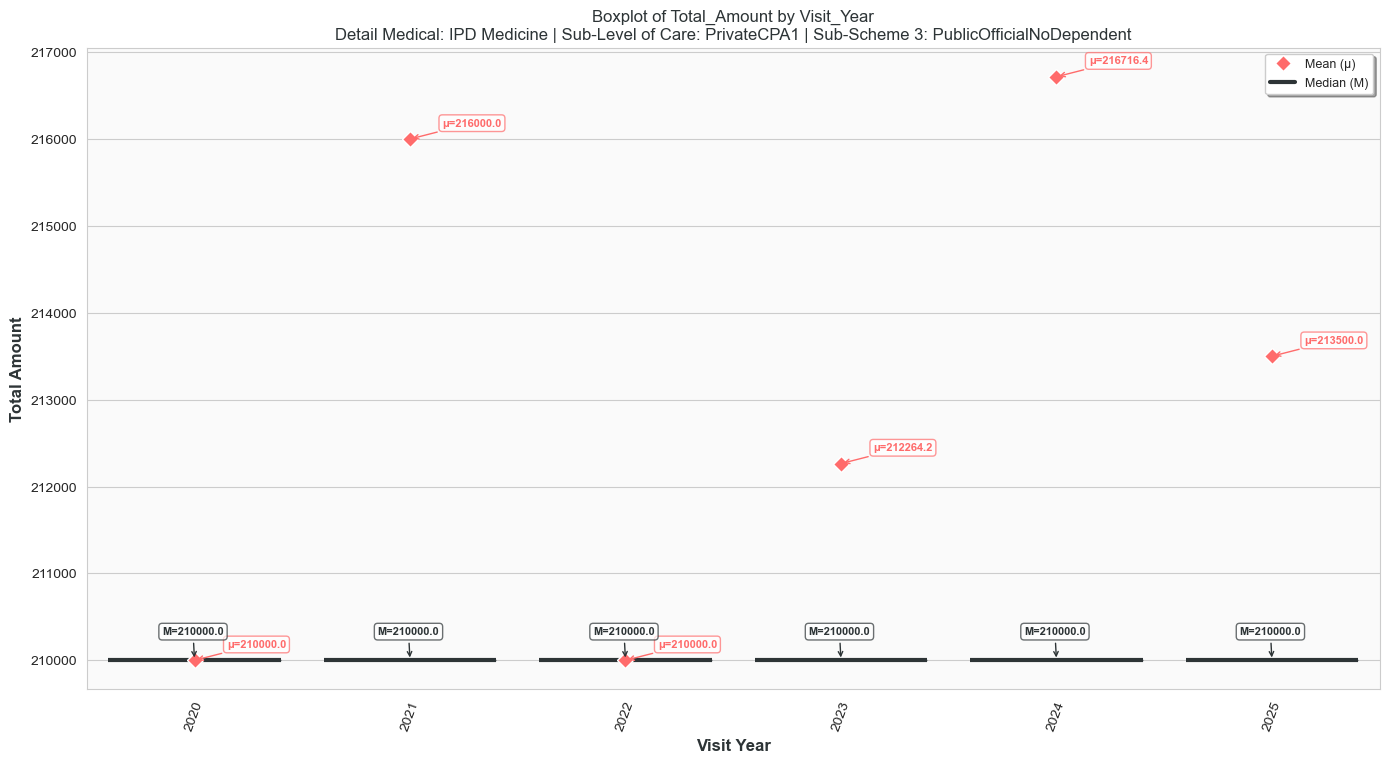 Boxplot of Total_Amount by Visit_Year
Detail Medical: IPD Medicine | Sub-Level of Care: PrivateCPA1 | Sub-Scheme 3: PublicOfficialNoDependent
Mean (μ)
Median (M)
Total Amount
217000
216000
215000
214000
213000
212000
211000
210000
μ=216716.4
μ=216000.0
μ=213500.0
μ=212264.2
M=210000.0
M=210000.0
M=210000.0
M=210000.0
M=210000.0
M=210000.0
μ=210000.0
μ=210000.0
2020
2021
2022
2023
2024
2025
Visit Year